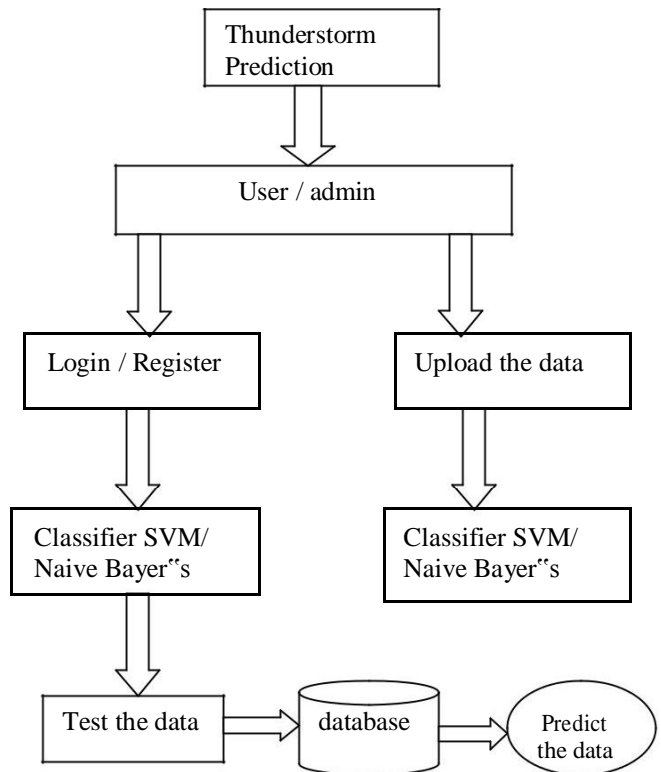 Thunderstorm
Prediction
User / admin
Login / Register
Upload the data
Classifier SVM/
Naive Bayer‟s
Classifier SVM/
Naive Bayer‟s
Test the data
database
Predict
the data